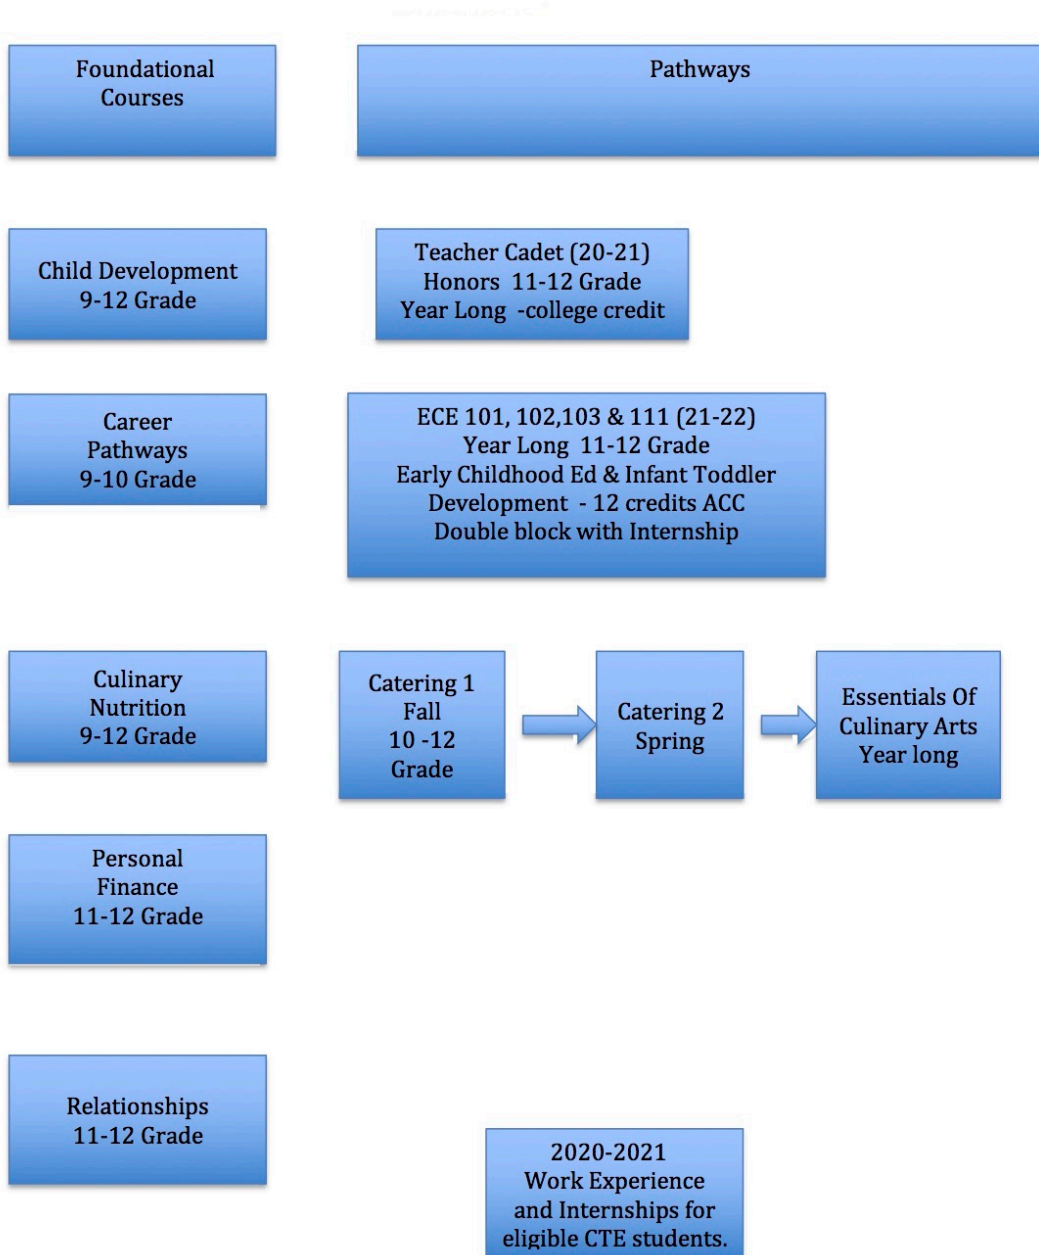 Foundational
Courses
Pathways
Child Development
9-12 Grade
Teacher Cadet (20-21)
Honors  11-12 Grade
Year Long  -college credit
Career
Pathways
9-10 Grade
ECE 101, 102,103 & 111 (21-22)
Year Long  11-12 Grade
Early Childhood Ed & Infant Toddler
Development  - 12 credits ACC
Double block with Internship
Culinary
Nutrition
9-12 Grade
Catering 1
Fall
10 -12
Grade
Catering 2
Spring
Essentials Of
Culinary Arts
Year long
Personal
Finance
11-12 Grade
Relationships
11-12 Grade
2020-2021
Work Experience
and Internships for
eligible CTE students.